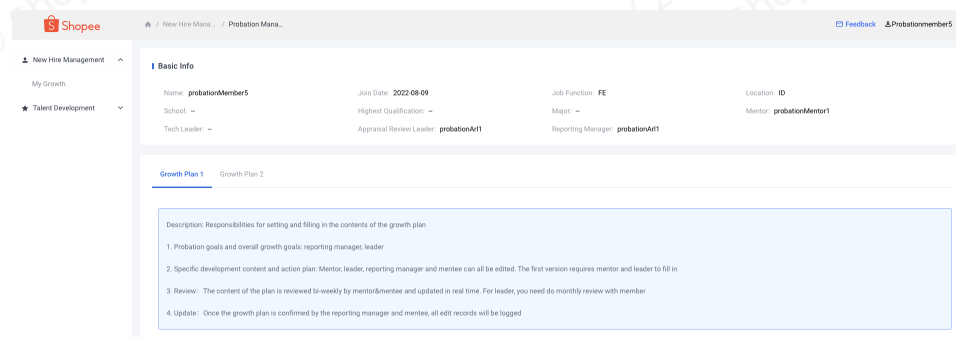 Shopee
/ New Hire Mana... / Probation Mana...
Feedback
Probationmember5
New Hire Management
My Growth
Talent Development
Basic Info
Name: probationMember5
Join Date: 2022-08-09
Job Function: FE
Location: ID
School: --
Highest Qualification: --
Major: --
Mentor: probationMentor1
Tech Leader: --
Appraisal Review Leader: probationArl1
Reporting Manager: probationArl1
Growth Plan 1
Growth Plan 2
Description: Responsibilities for setting and filling in the contents of the growth plan
1. Probation goals and overall growth goals: reporting manager, leader
2. Specific development content and action plan: Mentor, leader, reporting manager and mentee can all be edited. The first version requires mentor and leader to fill in
3. Review： The content of the plan is reviewed bi-weekly by mentor&mentee and updated in real time. For leader, you need do monthly review with member
4. Update： Once the growth plan is confirmed by the reporting manager and mentee, all edit records will be logged